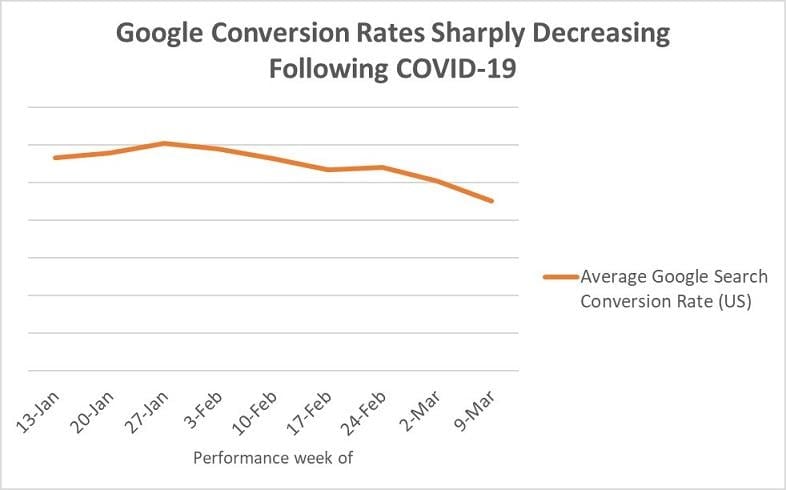 Google Conversion Rates Sharply Decreasing
Following COVID-19
Average Google Search
Conversion Rate (US)
13-Jan
20-Jan
27-Jan
3-Feb
10-Feb
17-Feb
24-Feb
2-Mar
9-Mar
Performance week of